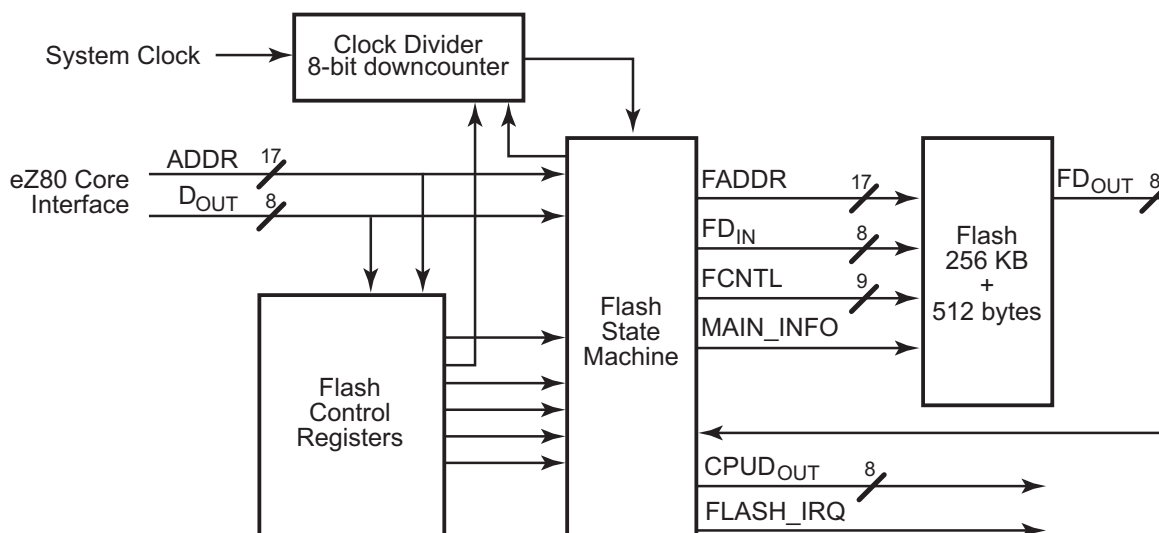 System Clock
Clock Divider
8-bit downcounter
eZ80 Core
Interface
ADDR 17
DOUT 8
Flash
Control
Registers
Flash
State
Machine
FADDR 17
FDIN 8
FCNTL 9
MAIN_INFO
Flash
256 KB
+
512 bytes
FDOUT 8
CPUDOUT 8
FLASH_IRQ